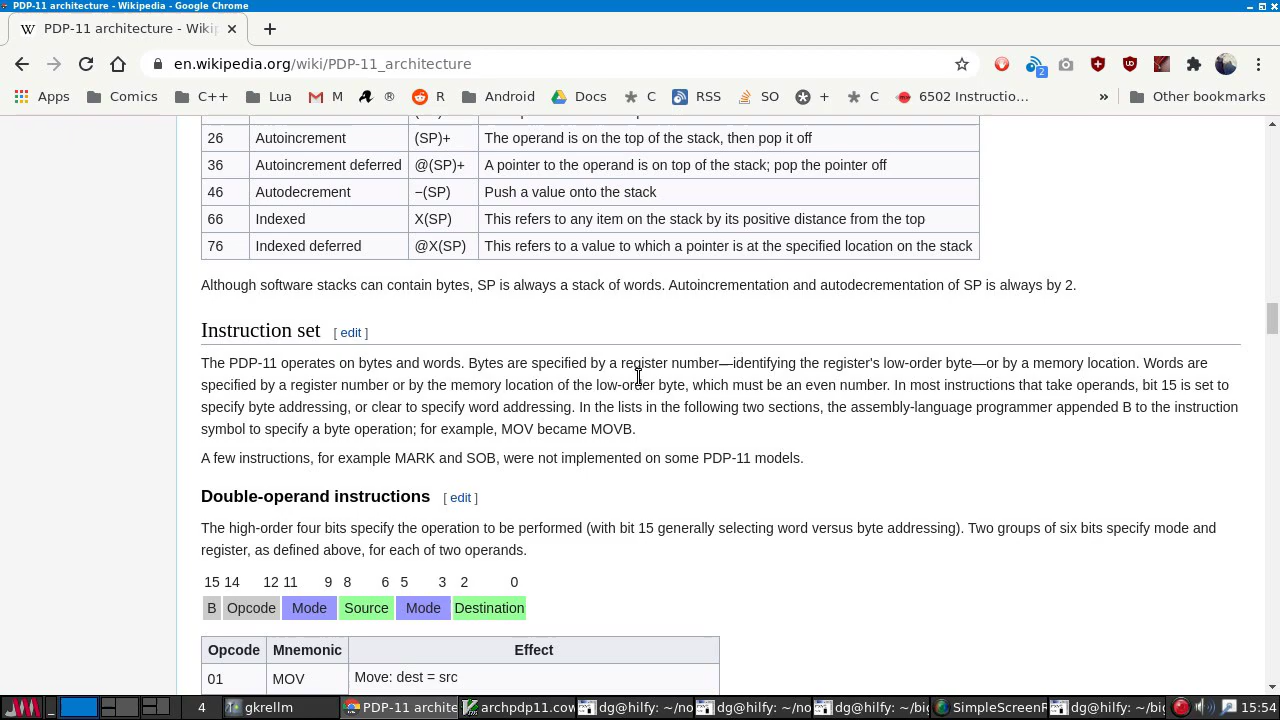 PDP-11 architecture - Wikipedia - Google Chrome
PDP-11 architecture - Wiki
en.wikipedia.org/wiki/PDP-11_architecture
2
Apps Comics C++ Lua M ® R Android Docs C RSS SO + C 6502 Instructio... » Other bookmarks
26 Autoincrement (SP)+ The operand is on the top of the stack, then pop it off
36 Autoincrement deferred @(SP)+ A pointer to the operand is on top of the stack; pop the pointer off
46 Autodecrement −(SP) Push a value onto the stack
66 Indexed X(SP) This refers to any item on the stack by its positive distance from the top
76 Indexed deferred @X(SP) This refers to a value to which a pointer is at the specified location on the stack
Although software stacks can contain bytes, SP is always a stack of words. Autoincrementation and autodecrementation of SP is always by 2.
Instruction set [ edit ]
The PDP-11 operates on bytes and words. Bytes are specified by a register number—identifying the register's low-order byte—or by a memory location. Words are
specified by a register number or by the memory location of the low-order byte, which must be an even number. In most instructions that take operands, bit 15 is set to
specify byte addressing, or clear to specify word addressing. In the lists in the following two sections, the assembly-language programmer appended B to the instruction
symbol to specify a byte operation; for example, MOV became MOVB.
A few instructions, for example MARK and SOB, were not implemented on some PDP-11 models.
Double-operand instructions [ edit ]
The high-order four bits specify the operation to be performed (with bit 15 generally selecting word versus byte addressing). Two groups of six bits specify mode and
register, as defined above, for each of two operands.
15 14 12 11 9 8 6 5 3 2 0
B Opcode Mode Source Mode Destination
Opcode Mnemonic Effect
01 MOV Move: dest = src
4 gkrellm PDP-11 archite archpdp11.cow dg@hilfy: ~/no dg@hilfy: ~/no dg@hilfy: ~/big SimpleScreenR dg@hilfy: ~/big 15:54